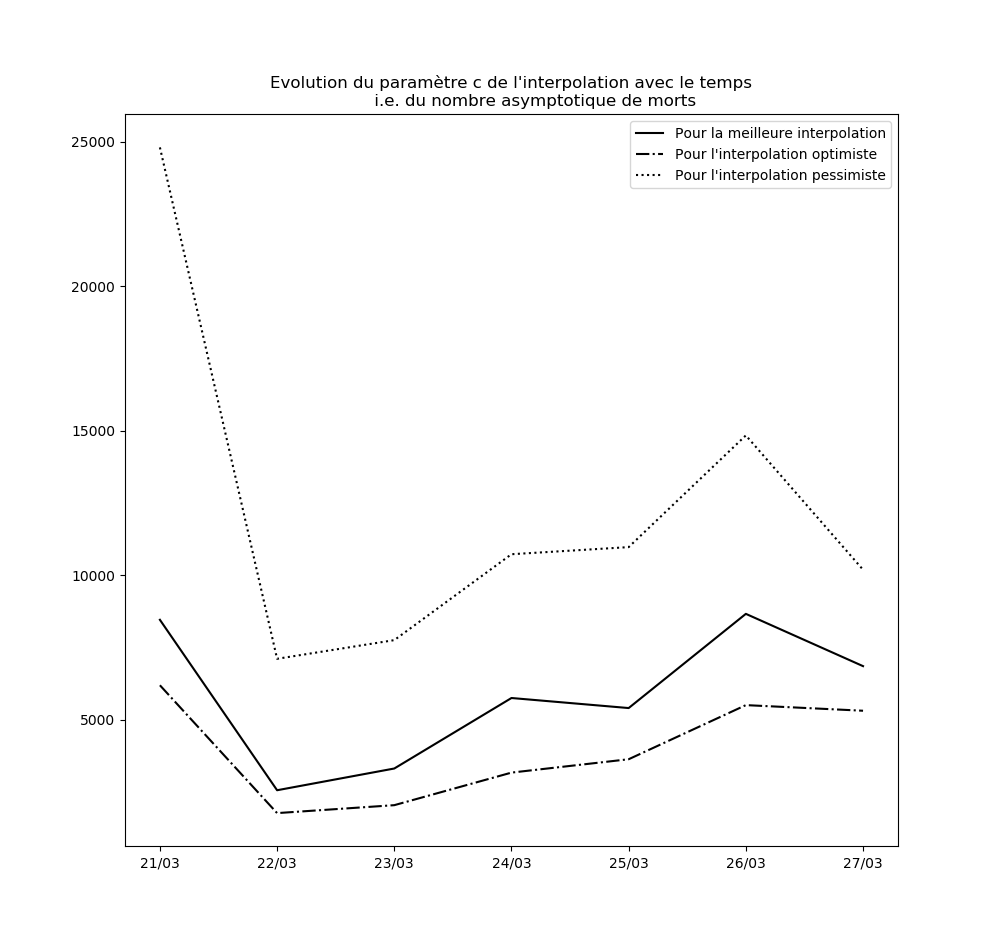 Evolution du paramètre c de l'interpolation avec le temps
i.e. du nombre asymptotique de morts
Pour la meilleure interpolation
Pour l'interpolation optimiste
Pour l'interpolation pessimiste
25000
20000
15000
10000
5000
21/03 22/03 23/03 24/03 25/03 26/03 27/03